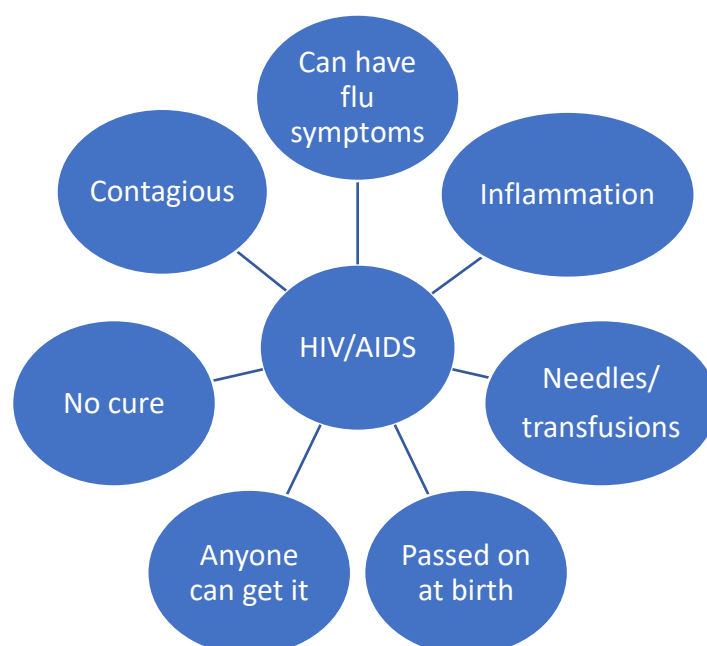 Can have
flu
symptoms
Contagious
Inflammation
HIV/AIDS
No cure
Needles/
transfusions
Anyone
can get it
Passed on
at birth